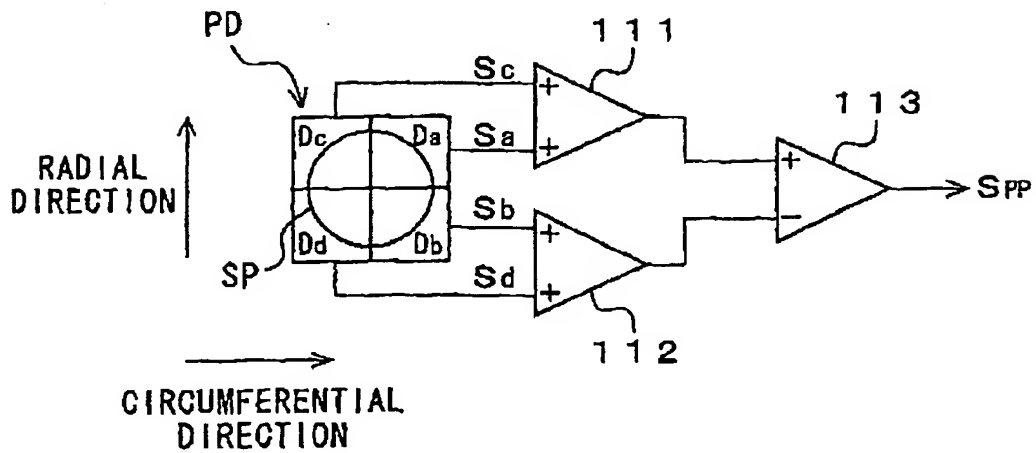 PD
111
Sc
113
Dc
Da
Sa
RADIAL
DIRECTION
SPP
Sb
Dd
Db
SP
Sd
112
CIRCUMFERENTIAL
DIRECTION
+
+
+
+
+
−